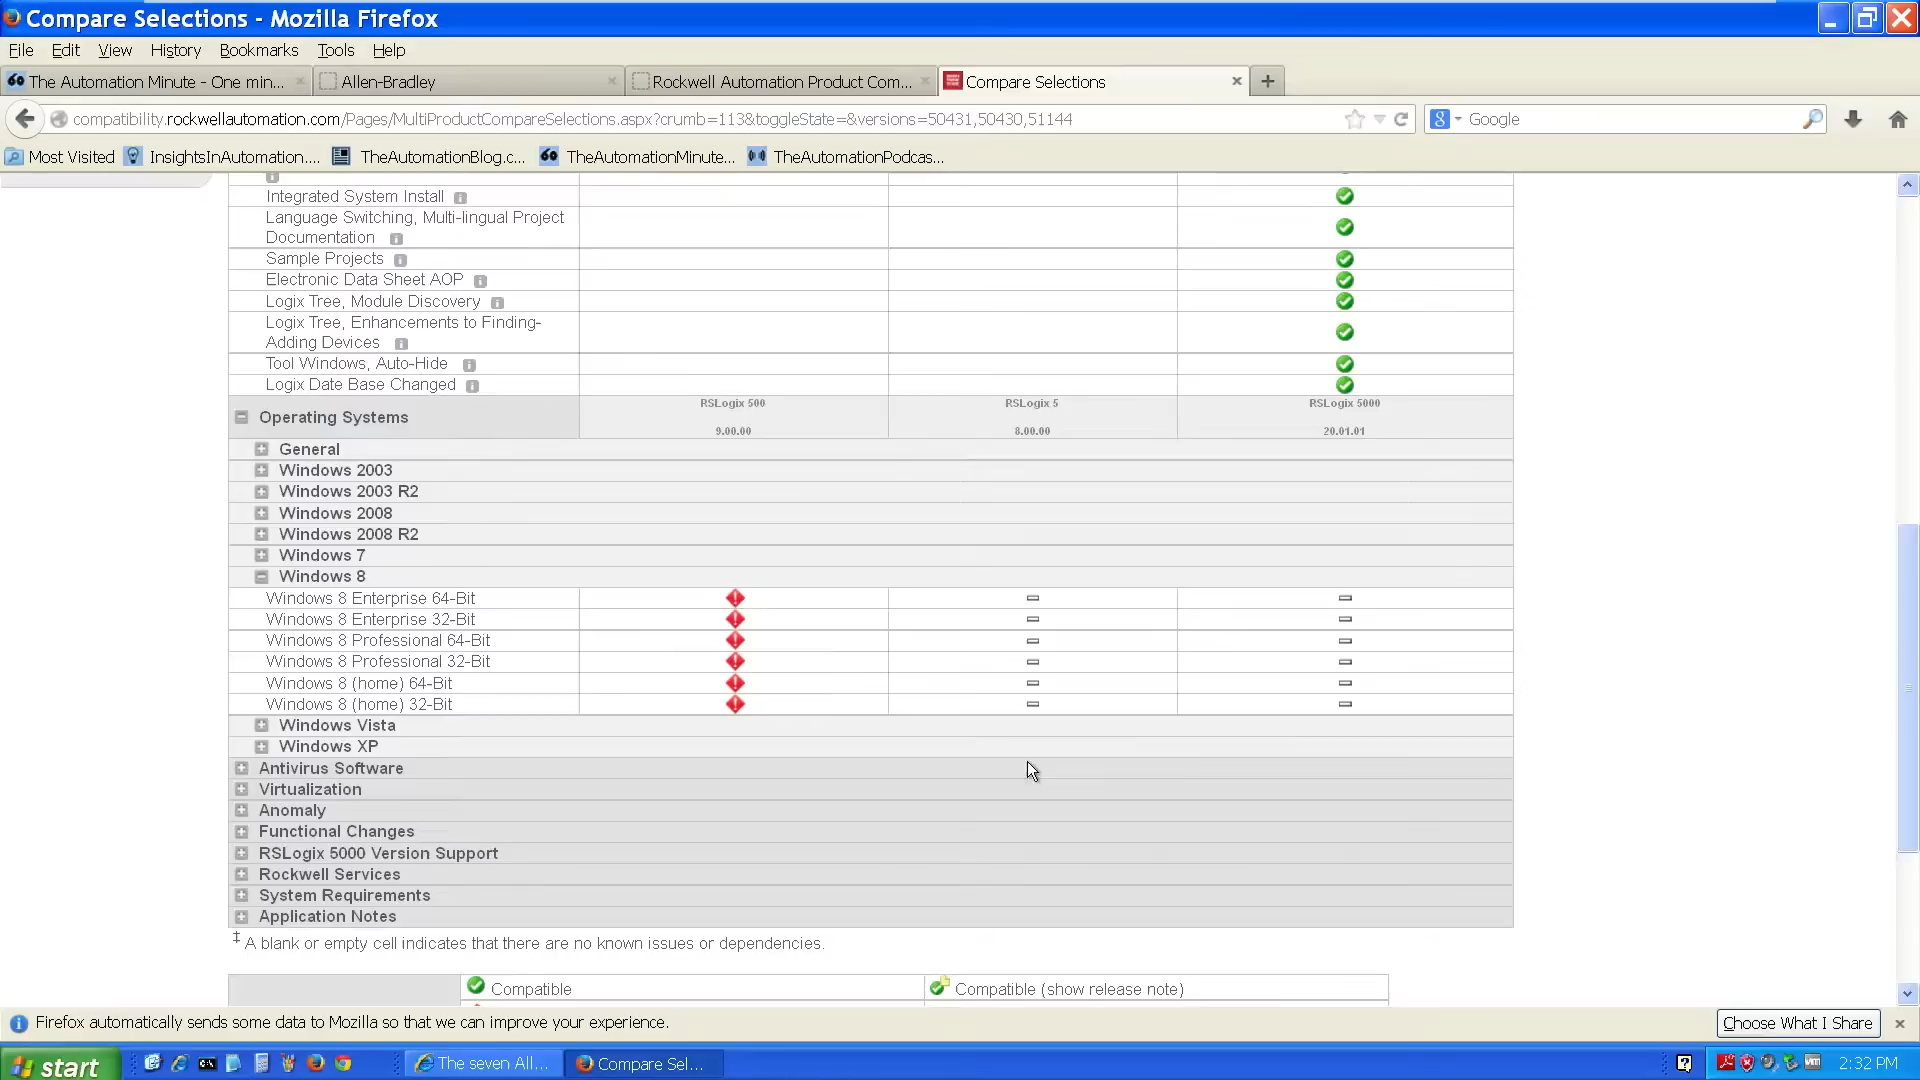 Compare Selections - Mozilla Firefox
File Edit View History Bookmarks Tools Help
The Automation Minute - One min... Allen-Bradley Rockwell Automation Product Com... Compare Selections
compatibility.rockwellautomation.com/Pages/MultiProductCompareSelections.aspx?crumb=113&toggleState=&versions=50431,50430,51144 Google
Most Visited InsightsInAutomation.... TheAutomationBlog.c... TheAutomationMinute... TheAutomationPodcas...
Integrated System Install
Language Switching, Multi-lingual Project
Documentation
Sample Projects
Electronic Data Sheet AOP
Logix Tree, Module Discovery
Logix Tree, Enhancements to Finding-
Adding Devices
Tool Windows, Auto-Hide
Logix Date Base Changed
Operating Systems RSLogix 500 RSLogix 5 RSLogix 5000
9.00.00 8.00.00 20.01.01
General
Windows 2003
Windows 2003 R2
Windows 2008
Windows 2008 R2
Windows 7
Windows 8
Windows 8 Enterprise 64-Bit
Windows 8 Enterprise 32-Bit
Windows 8 Professional 64-Bit
Windows 8 Professional 32-Bit
Windows 8 (home) 64-Bit
Windows 8 (home) 32-Bit
Windows Vista
Windows XP
Antivirus Software
Virtualization
Anomaly
Functional Changes
RSLogix 5000 Version Support
Rockwell Services
System Requirements
Application Notes
‡ A blank or empty cell indicates that there are no known issues or dependencies.
Compatible Compatible (show release note)
Firefox automatically sends some data to Mozilla so that we can improve your experience. Choose What I Share
start The seven All... Compare Sel... 2:32 PM